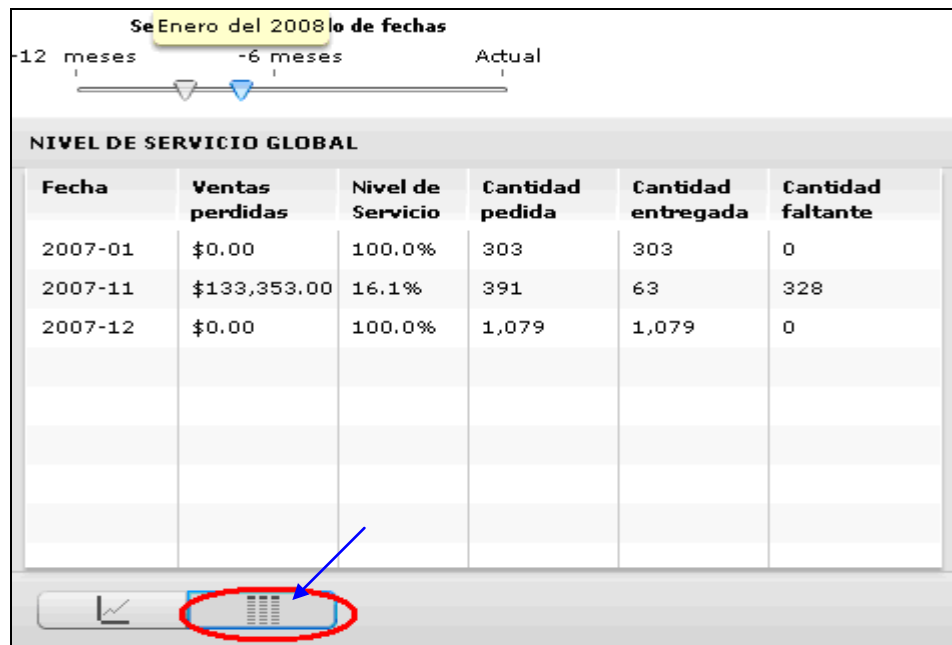 Se Enero del 2008 lo de fechas
-12 meses -6 meses Actual
NIVEL DE SERVICIO GLOBAL
Fecha Ventas perdidas Nivel de Servicio Cantidad pedida Cantidad entregada Cantidad faltante
2007-01 $0.00 100.0% 303 303 0
2007-11 $133,353.00 16.1% 391 63 328
2007-12 $0.00 100.0% 1,079 1,079 0